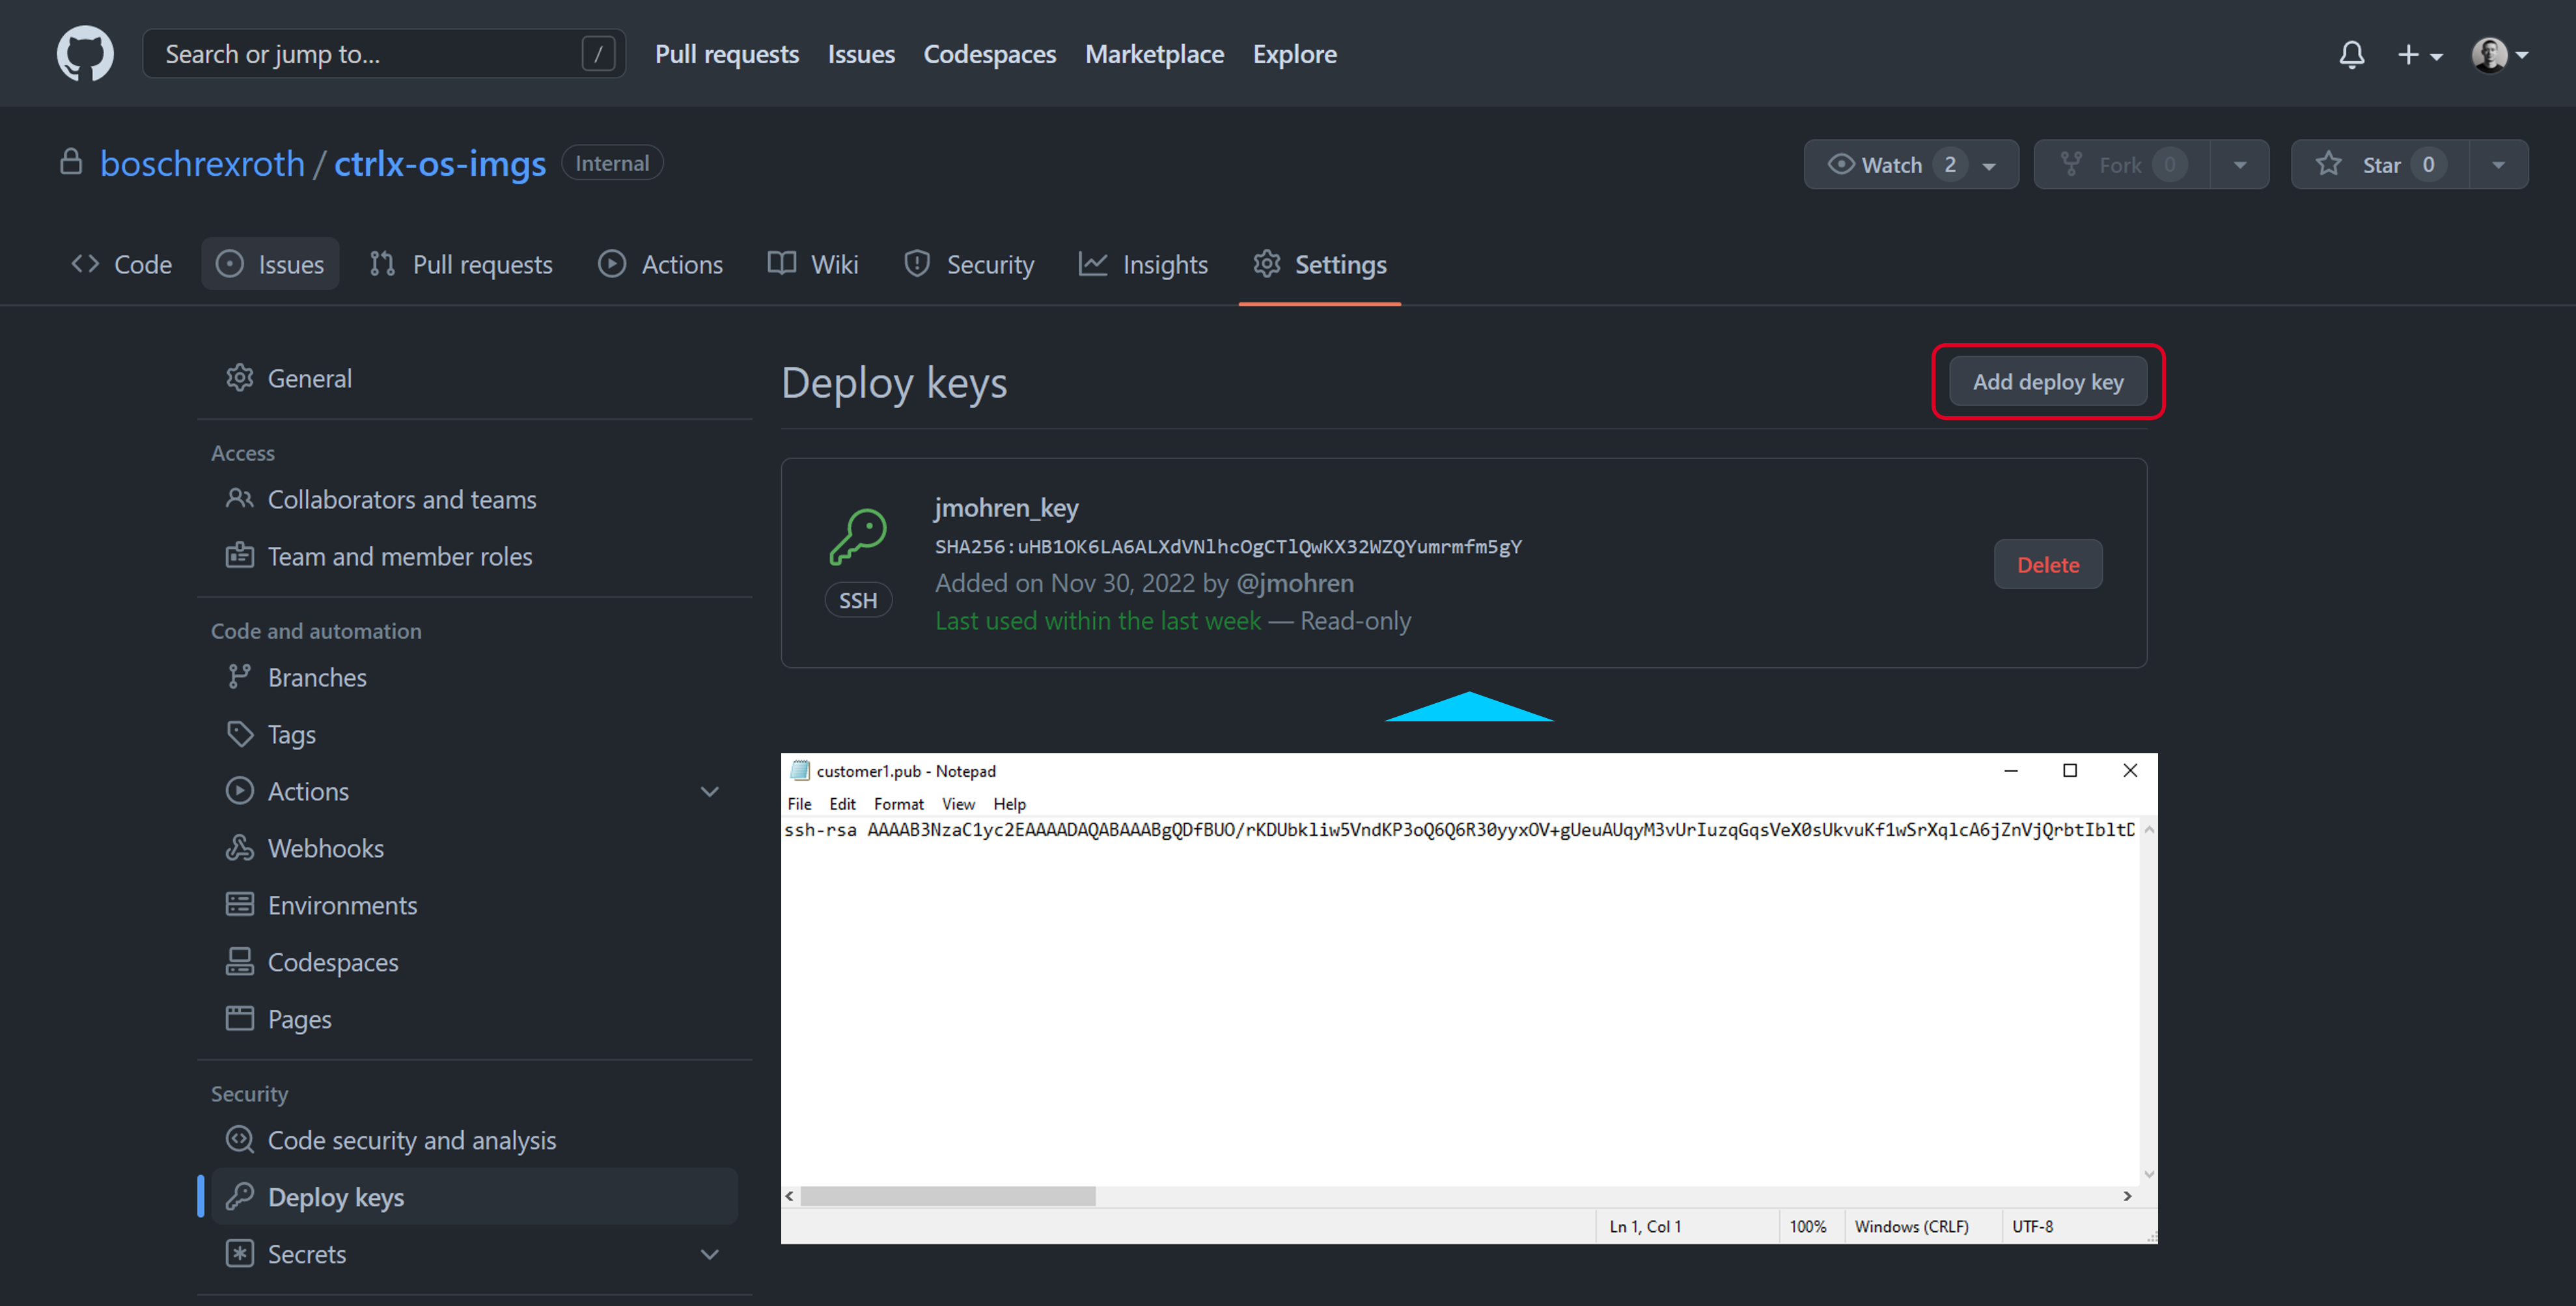 Search or jump to... /
Pull requests Issues Codespaces Marketplace Explore
boschrexroth / ctrlx-os-imgs Internal
Watch 2 Fork 0 Star 0
Code Issues Pull requests Actions Wiki Security Insights Settings
General
Access
Collaborators and teams
Team and member roles
Code and automation
Branches
Tags
Actions
Webhooks
Environments
Codespaces
Pages
Security
Code security and analysis
Deploy keys
Secrets
Deploy keys
Add deploy key
jmohren_key
SHA256:uHB1OK6LA6ALXdVNlhcOgCTlQwKX32WZQYumrmfm5gY
Added on Nov 30, 2022 by @jmohren
Last used within the last week — Read-only
SSH
Delete
customer1.pub - Notepad
File Edit Format View Help
ssh-rsa AAAAB3NzaC1yc2EAAAADAQABAAABgQDfBUO/rKDUbkliw5VndKP3oQ6Q6R30yyxOV+gUeuAUqyM3vUrIuzqGqsVeX0sUkvuKf1wSrXqlcA6jZnVjQrbtIbltD
Ln 1, Col 1 100% Windows (CRLF) UTF-8